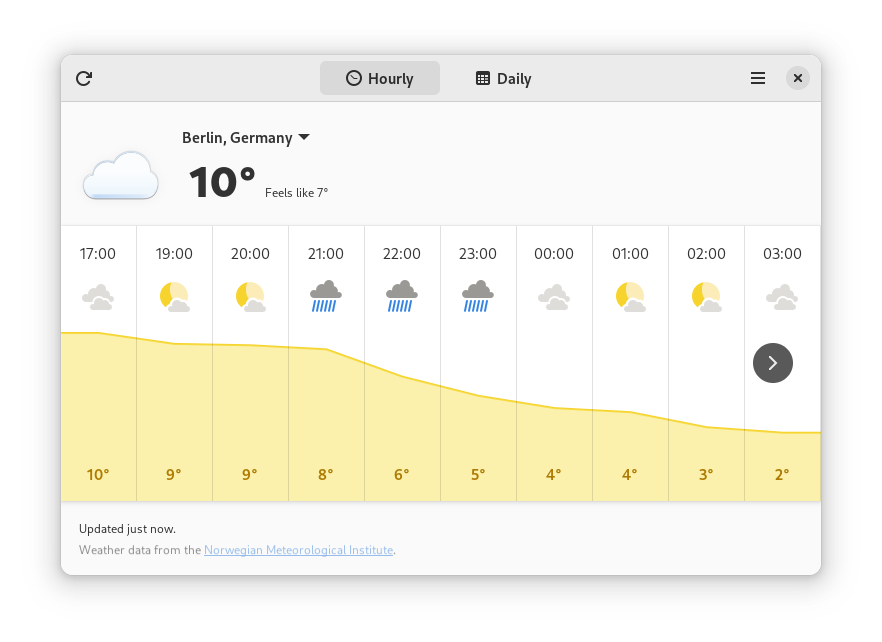 Hourly Daily
Berlin, Germany
10° Feels like 7°
17:00 19:00 20:00 21:00 22:00 23:00 00:00 01:00 02:00 03:00
10° 9° 9° 8° 6° 5° 4° 4° 3° 2°
Updated just now.
Weather data from the Norwegian Meteorological Institute.